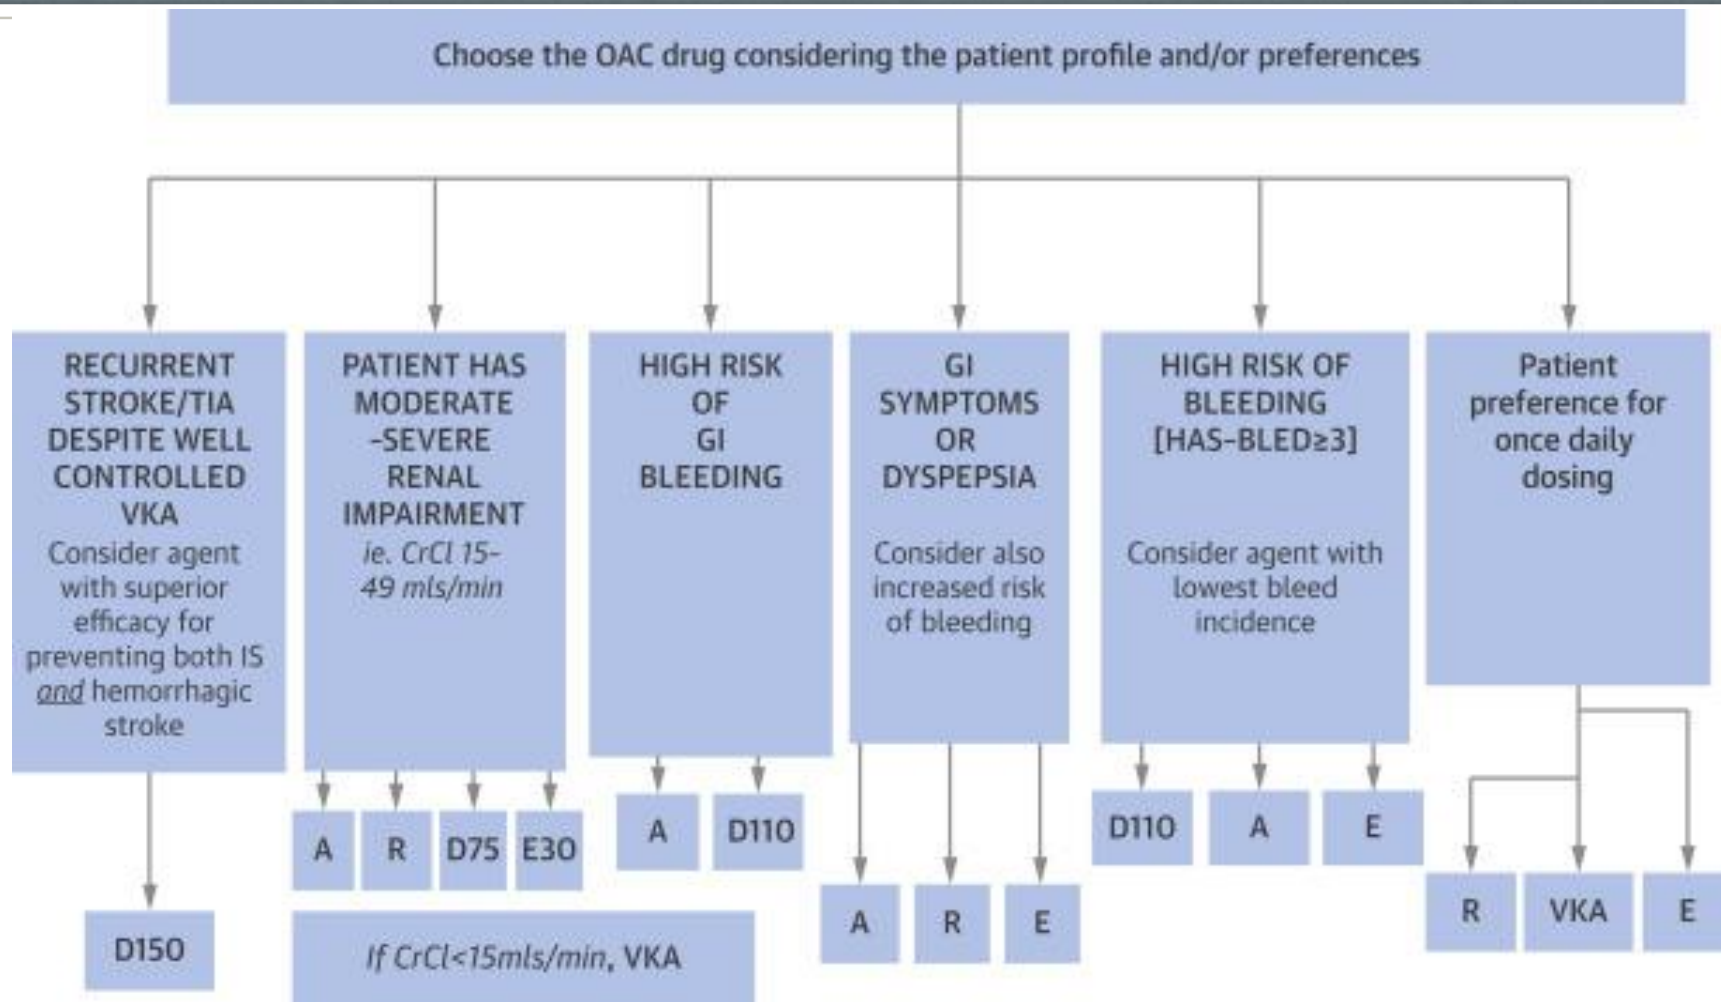 Choose the OAC drug considering the patient profile and/or preferences
RECURRENT
STROKE/TIA
DESPITE WELL
CONTROLLED
VKA
Consider agent
with superior
efficacy for
preventing both IS
and hemorrhagic
stroke
PATIENT HAS
MODERATE
-SEVERE
RENAL
IMPAIRMENT
ie. CrCl 15-
49 mls/min
HIGH RISK
OF
GI
BLEEDING
GI
SYMPTOMS
OR
DYSPEPSIA
Consider also
increased risk
of bleeding
HIGH RISK OF
BLEEDING
[HAS-BLED≥3]
Consider agent with
lowest bleed
incidence
Patient
preference for
once daily
dosing
D150
A
R
D75
E30
If CrCl<15mls/min, VKA
A
D110
A
R
E
D110
A
E
R
VKA
E